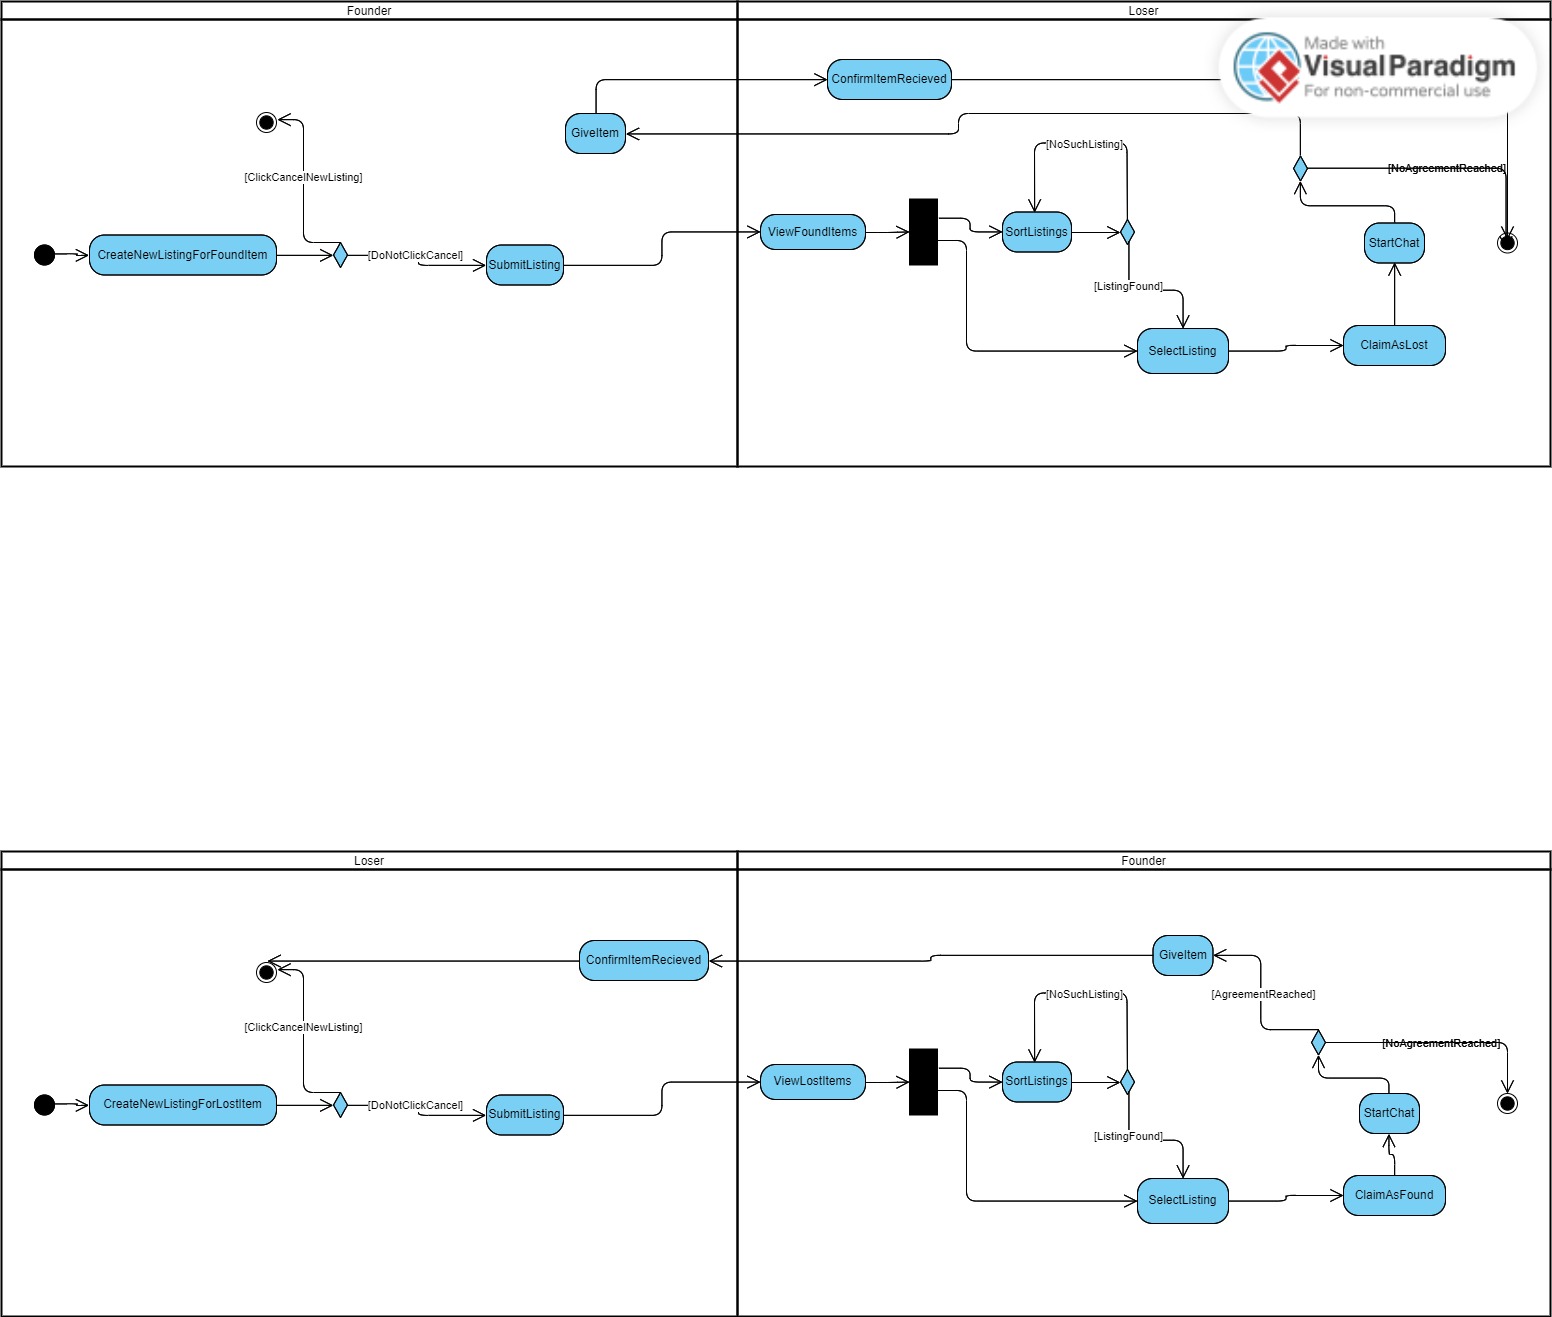 Founder
Loser
Made with
Visual Paradigm
For non-commercial use
ConfirmItemRecieved
GiveItem
[NoSuchListing]
[NoAgreementReached]
[ClickCancelNewListing]
ViewFoundItems
SortListings
StartChat
CreateNewListingForFoundItem
[DoNotClickCancel]
SubmitListing
[ListingFound]
SelectListing
ClaimAsLost
Loser
Founder
ConfirmItemRecieved
GiveItem
[NoSuchListing]
[AgreementReached]
[ClickCancelNewListing]
[NoAgreementReached]
ViewLostItems
SortListings
CreateNewListingForLostItem
[DoNotClickCancel]
SubmitListing
StartChat
[ListingFound]
SelectListing
ClaimAsFound